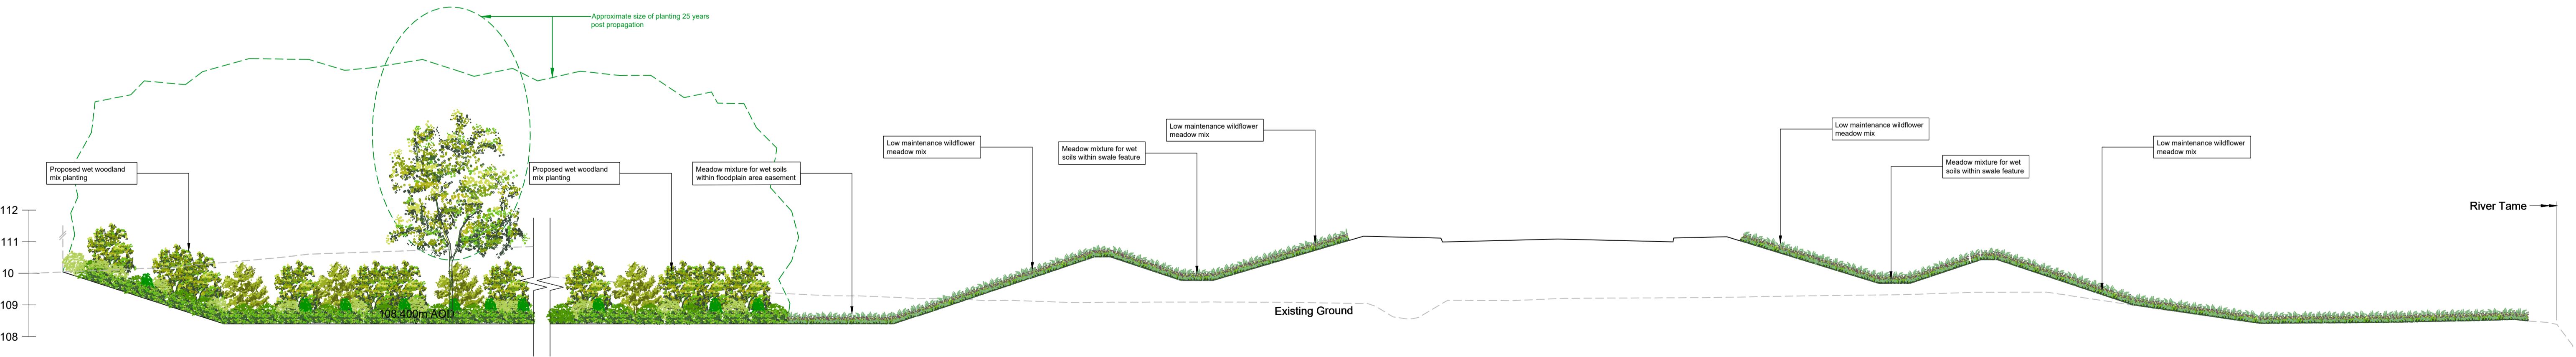 Approximate size of planting 25 years
post propagation
Proposed wet woodland
mix planting
Proposed wet woodland
mix planting
Meadow mixture for wet soils
within floodplain area easement
Low maintenance wildflower
meadow mix
Meadow mixture for wet
soils within swale feature
Low maintenance wildflower
meadow mix
Low maintenance wildflower
meadow mix
Meadow mixture for wet
soils within swale feature
Low maintenance wildflower
meadow mix
River Tame
112
111
10
109
108
108.400m AOD
Existing Ground